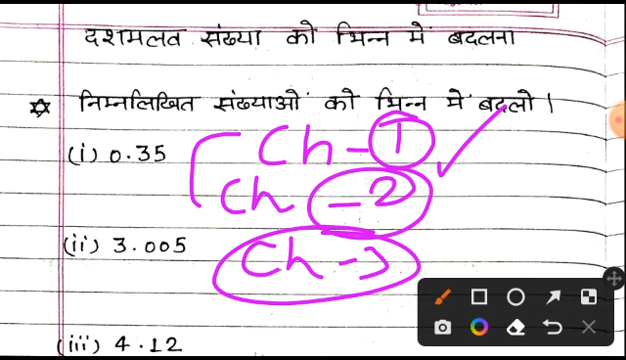 दशमलव संख्या को भिन्न में बदलना
निम्नलिखित संख्याओं को भिन्न में बदलो।
Ch-1
(i) 0.35
Ch-2
(ii) 3.005
Ch-3
(iii) 4.12